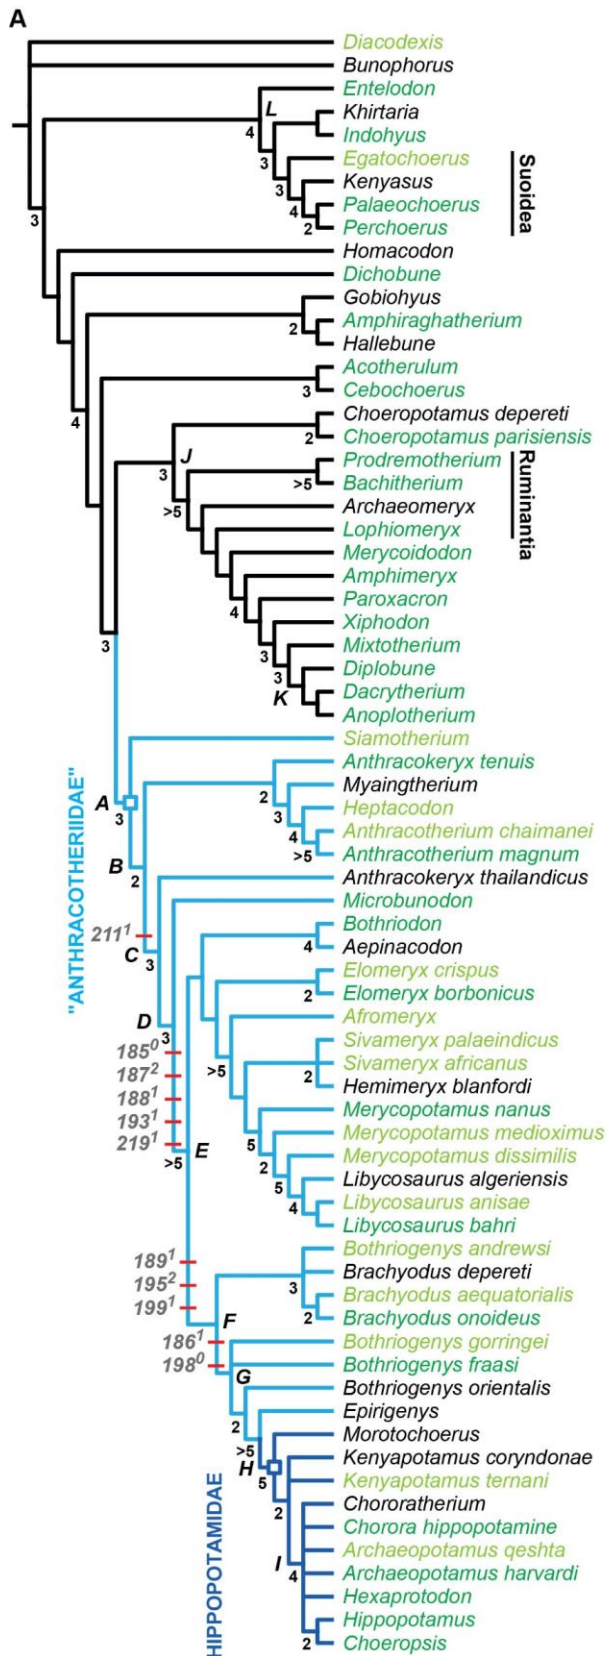 A
Diacodexis
Bunophorus
Entelodon
L
Khirtaria
4
Indohyus
3
Egatochoerus
Suoidea
3
Kenyasus
4
Palaeochoerus
3
2
Perchoerus
Homacodon
Dichobune
Gobiohyus
2
Amphiraghatherium
Hallebune
Acotherulum
3
Cebochoerus
4
Choeropotamus depereti
2
Choeropotamus parisiensis
J
3
Prodremotherium
Ruminantia
>5
Bachitherium
>5
Archaeomeryx
Lophiomeryx
Merycoidodon
Amphimeryx
4
Paroxacron
Xiphodon
3
3
Mixtotherium
3
Diplobune
K
Dacrytherium
Anoplotherium
Siamotherium
"ANTHRACOTHERIIDAE"
Anthracokeryx tenuis
2
Myaingtherium
A
3
3
Heptacodon
4
Anthracotherium chaimanei
>5
Anthracotherium magnum
B
2
Anthracokeryx thailandicus
Microbunodon
Bothriodon
211¹
4
Aepinacodon
C
3
Elomeryx crispus
2
Elomeryx borbonicus
D
3
Afromeryx
185⁰
Sivameryx palaeindicus
187²
>5
Sivameryx africanus
2
Hemimeryx blanfordi
188¹
Merycopotamus nanus
193¹
5
Merycopotamus medioximus
219¹
2
Merycopotamus dissimilis
>5
E
5
Libycosaurus algeriensis
4
Libycosaurus anisae
Libycosaurus bahri
Bothriogenys andrewsi
189¹
3
Brachyodus depereti
195²
Brachyodus aequatorialis
199¹
2
Brachyodus onoideus
F
186¹
Bothriogenys gorringei
198⁰
Bothriogenys fraasi
G
Bothriogenys orientalis
2
Epirigenys
>5
Morotochoerus
H
5
Kenyapotamus coryndonae
HIPPOPOTAMIDAE
2
Kenyapotamus ternani
Chororatherium
Chorora hippopotamine
Archaeopotamus qeshta
I
4
Archaeopotamus harvardi
Hexaprotodon
Hippopotamus
2
Choeropsis